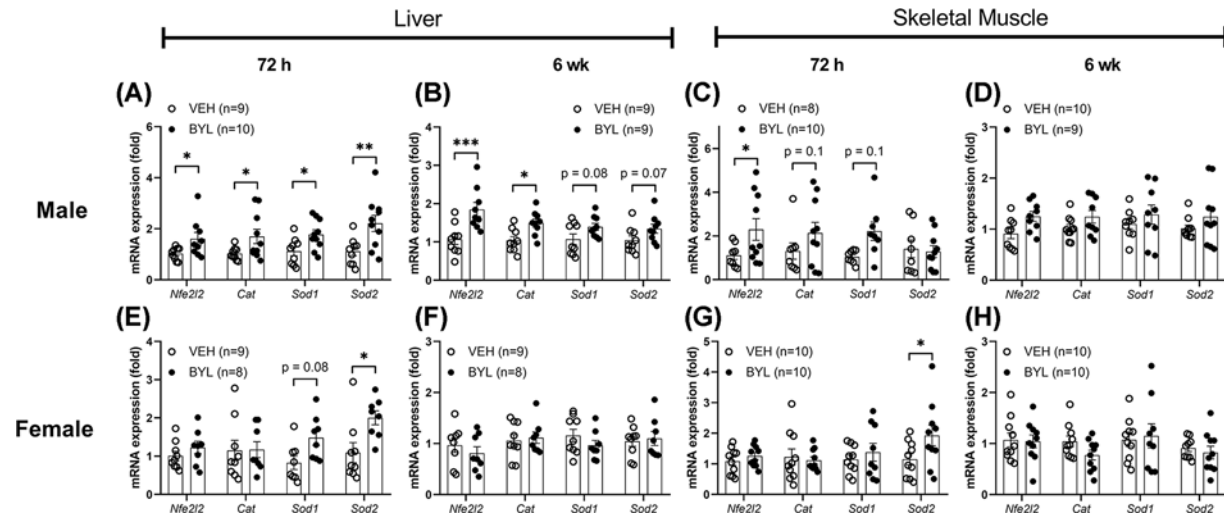 Liver
Skeletal Muscle
72 h
6 wk
72 h
6 wk
Male
Female
(A)
VEH (n=9)
BYL (n=10)
mRNA expression (fold)
6
4
2
0
*
*
*
**
Nfe2l2 Cat Sod1 Sod2
(B)
VEH (n=9)
BYL (n=9)
mRNA expression (fold)
4
3
2
1
0
***
*
p = 0.08
p = 0.07
Nfe2l2 Cat Sod1 Sod2
(C)
VEH (n=8)
BYL (n=10)
mRNA expression (fold)
6
4
2
0
*
p = 0.1
p = 0.1
Nfe2l2 Cat Sod1 Sod2
(D)
VEH (n=10)
BYL (n=9)
mRNA expression (fold)
3
2
1
0
Nfe2l2 Cat Sod1 Sod2
(E)
VEH (n=9)
BYL (n=8)
mRNA expression (fold)
4
3
2
1
0
p = 0.08
*
Nfe2l2 Cat Sod1 Sod2
(F)
VEH (n=9)
BYL (n=8)
mRNA expression (fold)
3
2
1
0
Nfe2l2 Cat Sod1 Sod2
(G)
VEH (n=10)
BYL (n=10)
mRNA expression (fold)
5
4
3
2
1
0
*
Nfe2l2 Cat Sod1 Sod2
(H)
VEH (n=10)
BYL (n=10)
mRNA expression (fold)
3
2
1
0
Nfe2l2 Cat Sod1 Sod2